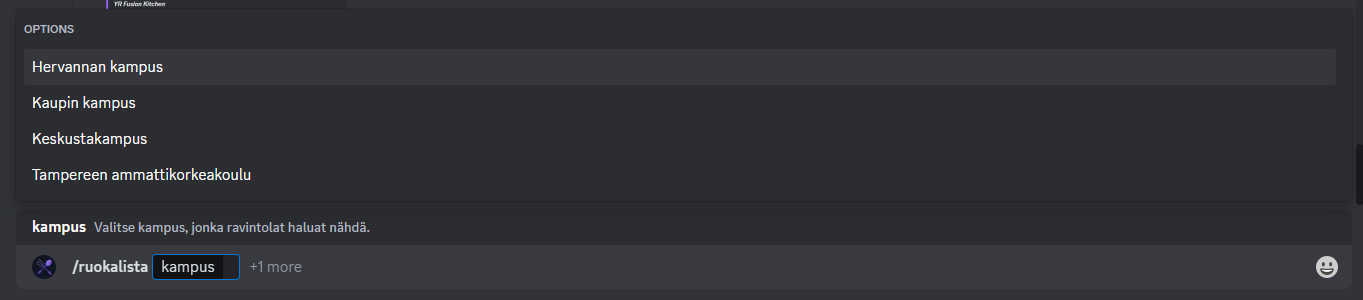 YR Fusion Kitchen
OPTIONS
Hervannan kampus
Kaupin kampus
Keskustakampus
Tampereen ammattikorkeakoulu
kampus Valitse kampus, jonka ravintolat haluat nähdä.
/ruokalista kampus +1 more